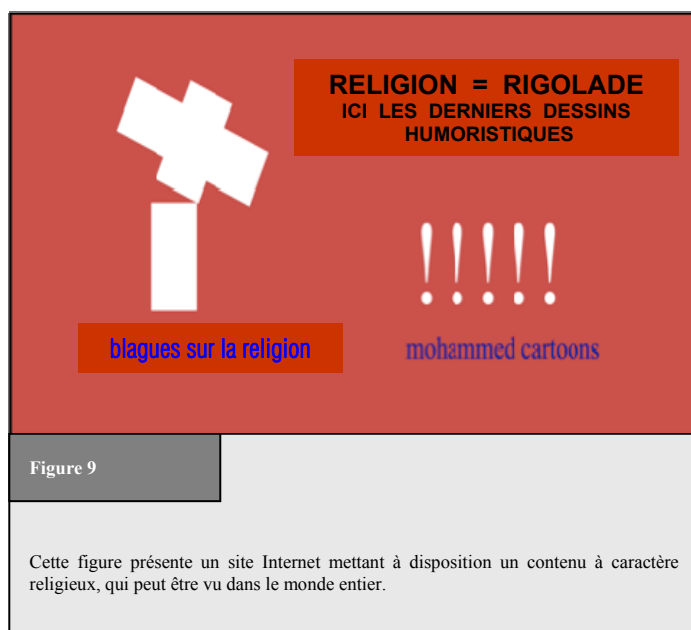 RELIGION = RIGOLADE
ICI LES DERNIERS DESSINS
HUMORISTIQUES
!!!!!
blagues sur la religion
mohammed cartoons
Figure 9
Cette figure présente un site Internet mettant à disposition un contenu à caractère
religieux, qui peut être vu dans le monde entier.